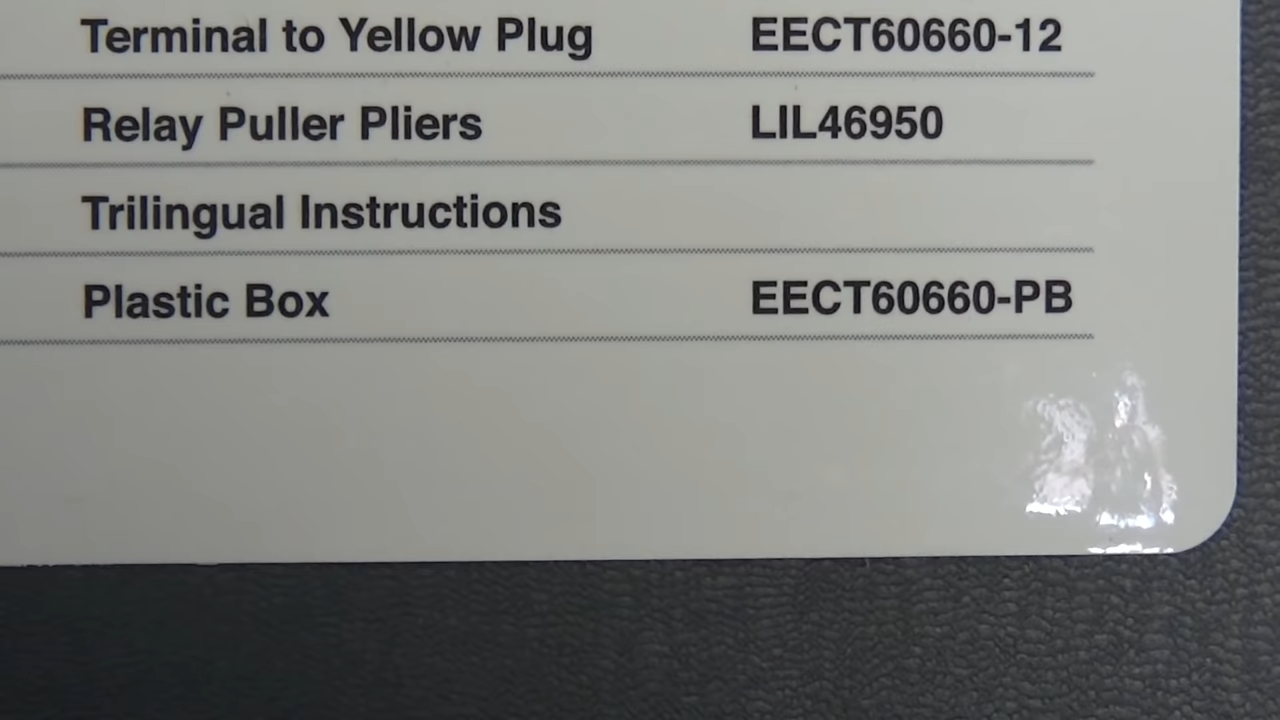 Terminal to Yellow Plug EECT60660-12
Relay Puller Pliers LIL46950
Trilingual Instructions
Plastic Box EECT60660-PB